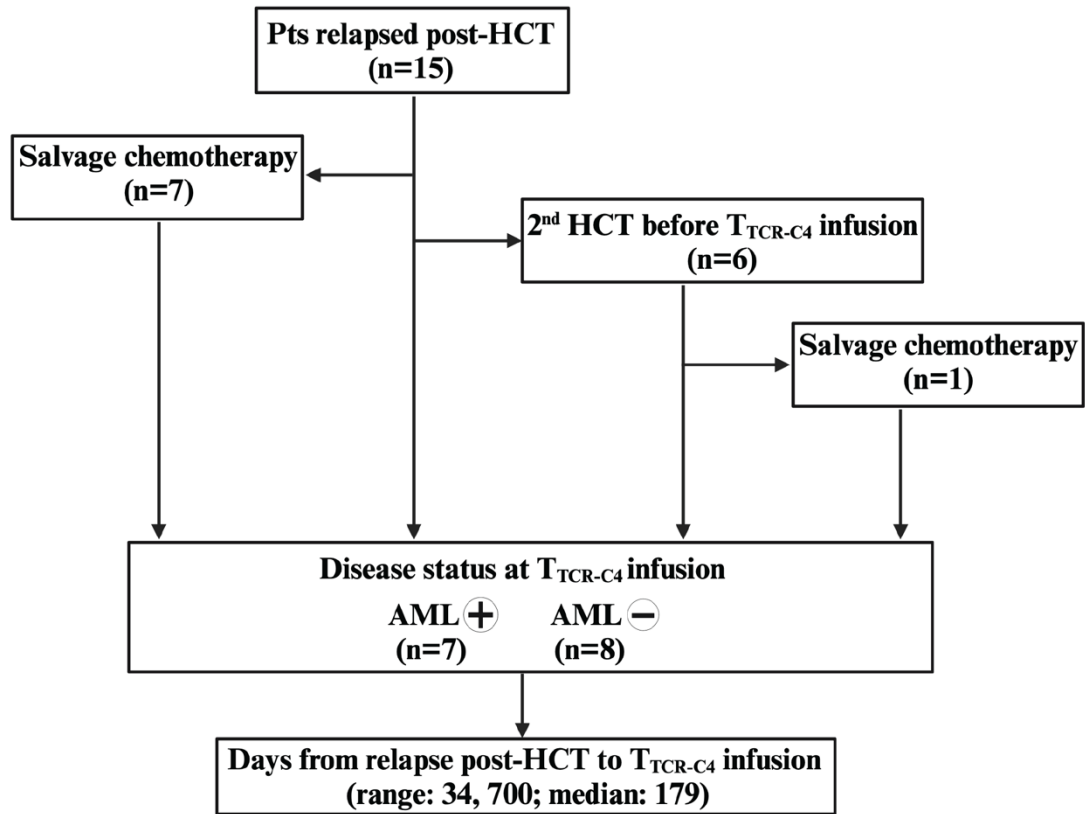 Pts relapsed post-HCT
(n=15)
Salvage chemotherapy
(n=7)
2nd HCT before TTCR-C4 infusion
(n=6)
Salvage chemotherapy
(n=1)
Disease status at TTCR-C4 infusion
AML + AML −
(n=7) (n=8)
Days from relapse post-HCT to TTCR-C4 infusion
(range: 34, 700; median: 179)